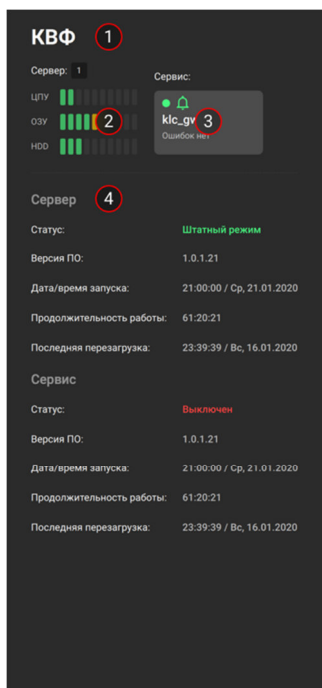 КВФ 1
Сервер: 1
Сервис:
ЦПУ
ОЗУ 2
HDD
klc_gw 3
Ошибок нет
Сервер 4
Статус: Штатный режим
Версия ПО: 1.0.1.21
Дата/время запуска: 21:00:00 / Ср, 21.01.2020
Продолжительность работы: 61:20:21
Последняя перезагрузка: 23:39:39 / Вс, 16.01.2020
Сервис
Статус: Выключен
Версия ПО: 1.0.1.21
Дата/время запуска: 21:00:00 / Ср, 21.01.2020
Продолжительность работы: 61:20:21
Последняя перезагрузка: 23:39:39 / Вс, 16.01.2020